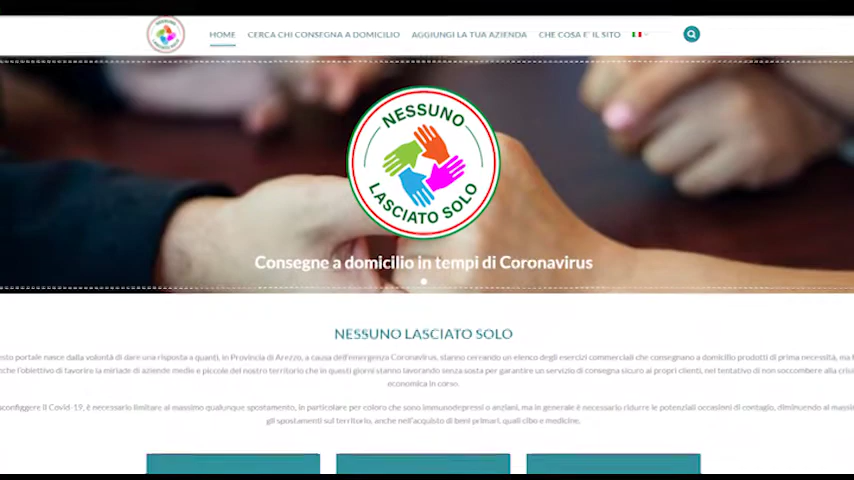 NESSUNO
LASCIATO SOLO
HOME CERCA CHI CONSEGNA A DOMICILIO AGGIUNGI LA TUA AZIENDA CHE COSA E' IL SITO
NESSUNO
LASCIATO SOLO
Consegne a domicilio in tempi di Coronavirus
NESSUNO LASCIATO SOLO
esto portale nasce dalla volontà di dare una risposta a quanti, in Provincia di Arezzo, a causa dell'emergenza Coronavirus, stanno cercando un elenco degli esercizi commerciali che consegnano a domicilio prodotti di prima necessità, ma
nche l'obiettivo di favorire la miriade di aziende medie e piccole del nostro territorio che in questi giorni stanno lavorando senza sosta per garantire un servizio di consegna sicuro ai propri clienti, nel tentativo di non soccombere alla crisi
economica in corso.
sconfiggere il Covid-19, è necessario limitare al massimo qualunque spostamento, in particolare per coloro che sono immunodepressi o anziani, ma in generale è necessario ridurre le potenziali occasioni di contagio, diminuendo al massim
gli spostamenti sul territorio, anche nell'acquisto di beni primari, quali cibo e medicine.